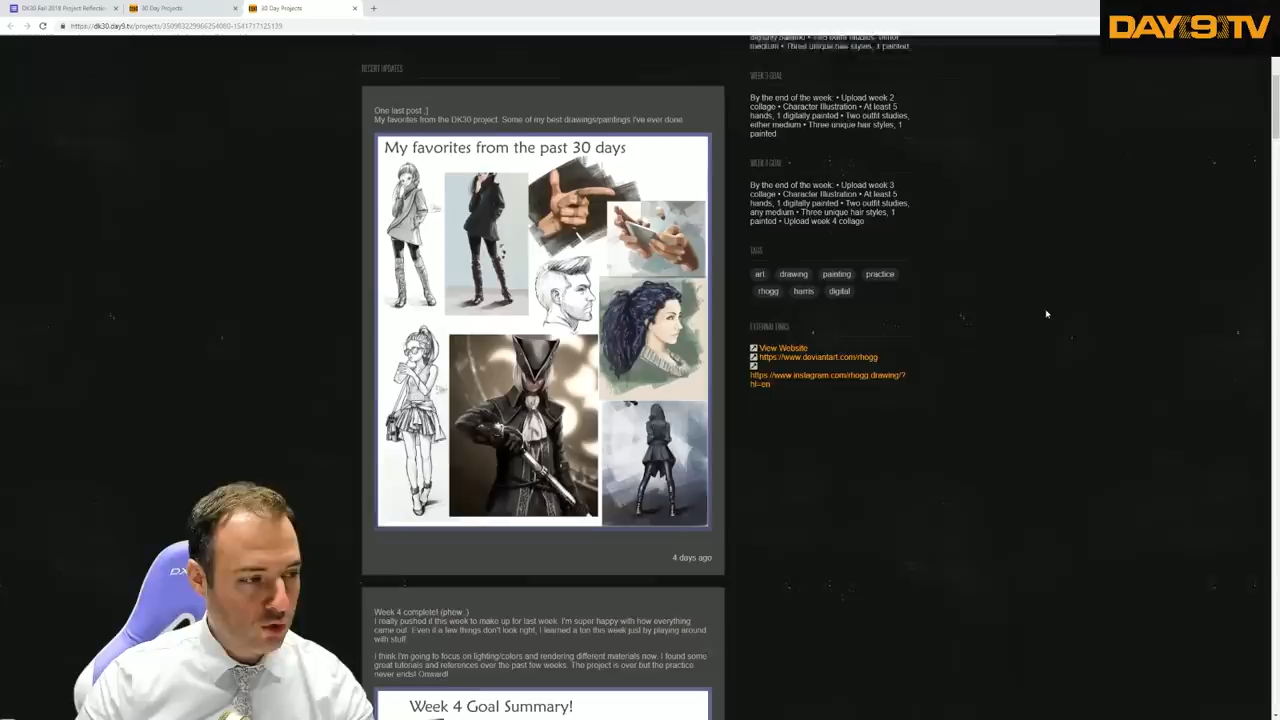 DK30 Fall 2018 Project Reflecti
30 Day Projects
30 Day Projects
https://dk30.day9.tv/projects/350983229966254080-1541717125139
DAY9TV
RECENT UPDATES
One last post :]
My favorites from the DK30 project. Some of my best drawings/paintings I've ever done.
My favorites from the past 30 days
4 days ago
Week 4 complete! (phew..)
I really pushed it this week to make up for last week. I'm super happy with how everything
came out. Even if a few things don't look right, I learned a ton this week just by playing around
with stuff.
I think I'm going to focus on lighting/colors and rendering different materials now. I found some
great tutorials and references over the past few weeks. The project is over but the practice
never ends! Onward!
Week 4 Goal Summary!
medium • Three unique hair styles, 1 painted
WEEK 3 GOAL
By the end of the week: • Upload week 2
collage • Character Illustration • At least 5
hands, 1 digitally painted • Two outfit studies,
either medium • Three unique hair styles, 1
painted
WEEK 4 GOAL
By the end of the week: • Upload week 3
collage • Character Illustration • At least 5
hands, 1 digitally painted • Two outfit studies,
any medium • Three unique hair styles, 1
painted • Upload week 4 collage
TAGS
art drawing painting practice
rhogg harris digital
EXTERNAL LINKS
View Website
https://www.deviantart.com/rhogg
https://www.instagram.com/rhogg.drawing/?
hl=en
DX